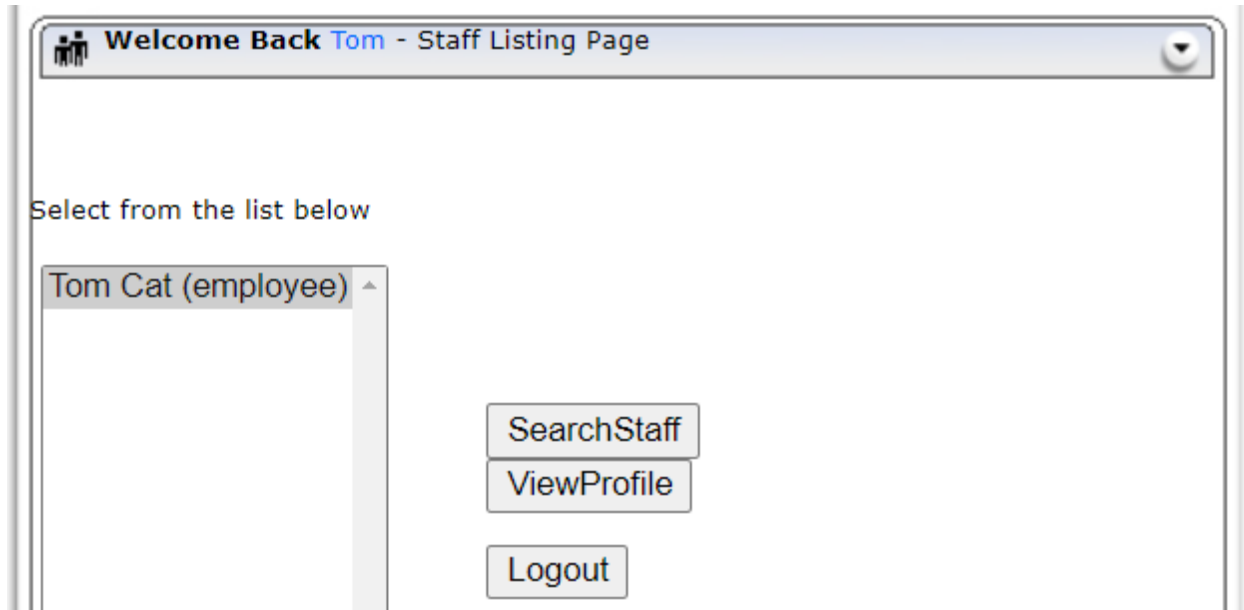 Welcome Back Tom - Staff Listing Page
Select from the list below
Tom Cat (employee)
SearchStaff
ViewProfile
Logout